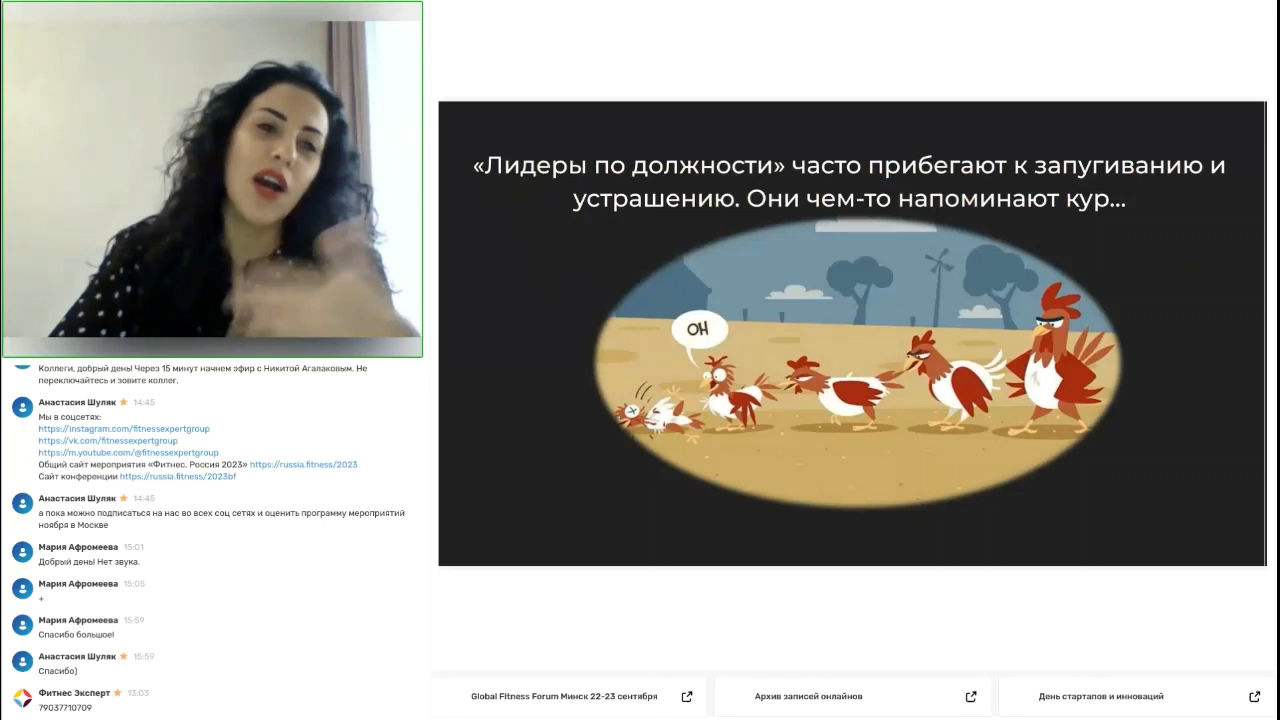 Коллеги, добрый день! Через 15 минут начнем эфир с Никитой Агалаковым. Не
переключайтесь и зовите коллег.
Анастасия Шуляк 14:45
Мы в соцсетях:
https://instagram.com/fitnessexpertgroup
https://vk.com/fitnessexpertgroup
https://m.youtube.com/@fitnessexpertgroup
Общий сайт мероприятия «Фитнес. Россия 2023» https://russia.fitness/2023
Сайт конференции https://russia.fitness/2023bf
Анастасия Шуляк 14:45
а пока можно подписаться на нас во всех соц сетях и оценить программу мероприятий
ноября в Москве
Мария Афромеева 15:01
Добрый день! Нет звука.
Мария Афромеева 15:05
+
Мария Афромеева 15:59
Спасибо большое!
Анастасия Шуляк 15:59
Спасибо)
Фитнес Эксперт 13:03
79037710709
«Лидеры по должности» часто прибегают к запугиванию и
устрашению. Они чем-то напоминают кур...
ОН
Global Fitness Forum Минск 22-23 сентября
Архив записей онлайнов
День стартапов и инноваций